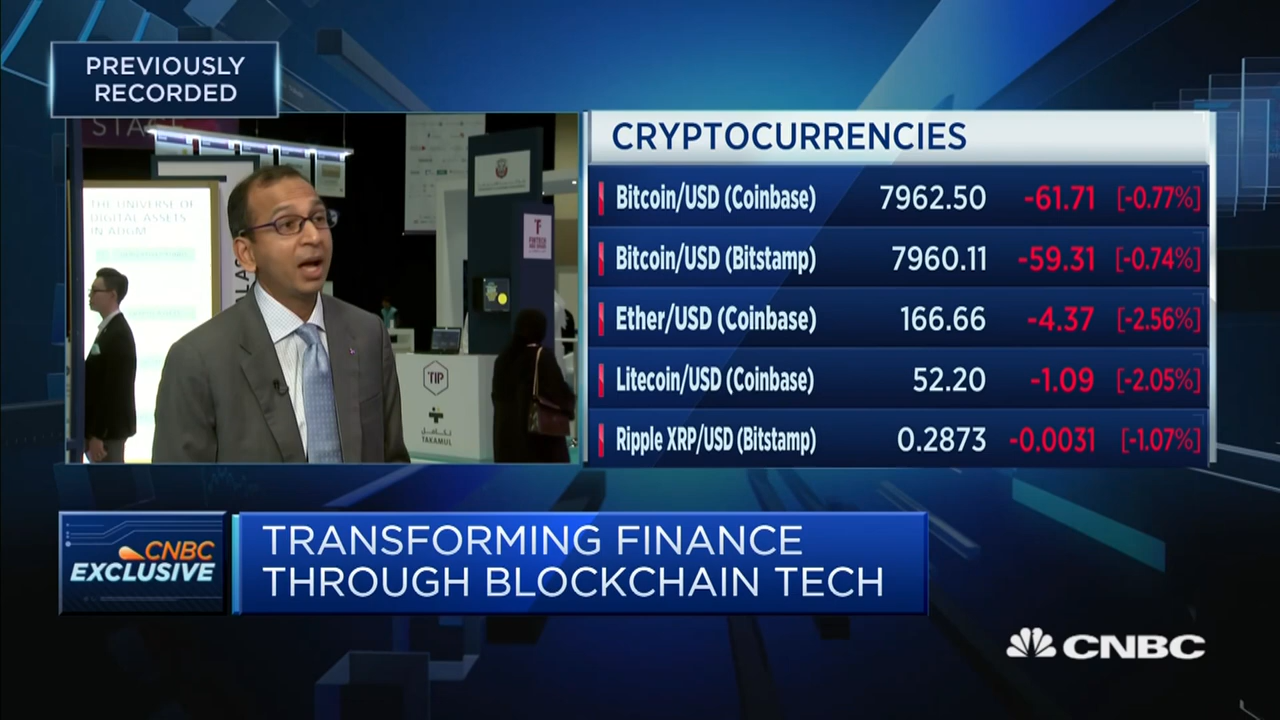 PREVIOUSLY
RECORDED
STAGE
THE UNIVERSE OF
DIGITAL ASSETS
IN ADGM
TIP
تكامل
TAKAMUL
CRYPTOCURRENCIES
Bitcoin/USD (Coinbase) 7962.50 -61.71 [-0.77%]
Bitcoin/USD (Bitstamp) 7960.11 -59.31 [-0.74%]
Ether/USD (Coinbase) 166.66 -4.37 [-2.56%]
Litecoin/USD (Coinbase) 52.20 -1.09 [-2.05%]
Ripple XRP/USD (Bitstamp) 0.2873 -0.0031 [-1.07%]
CNBC
EXCLUSIVE
TRANSFORMING FINANCE
THROUGH BLOCKCHAIN TECH
CNBC